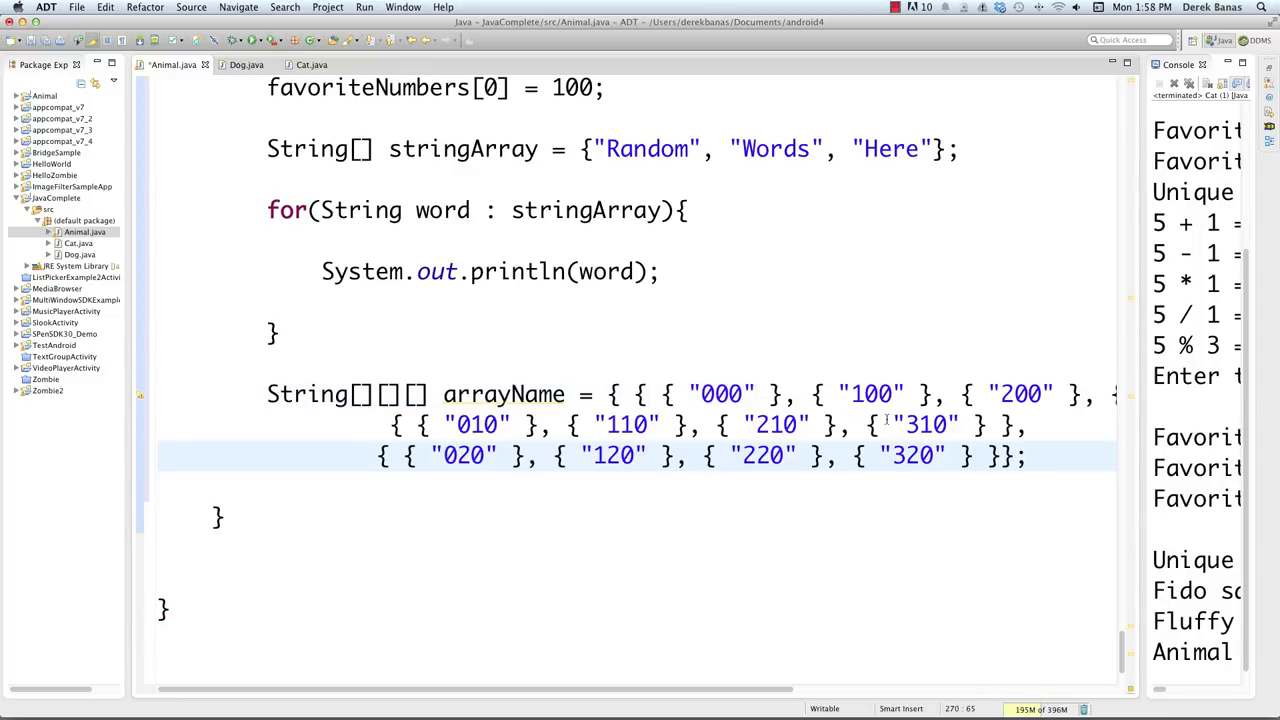 ADT File Edit Refactor Source Navigate Search Project Run Window Help 10 Mon 1:58 PM Derek Banas
Java - JavaComplete/src/Animal.java - ADT - /Users/derekbanas/Documents/android4
Quick Access Java DDMS
Package Exp
*Animal.java Dog.java Cat.java
Console
<terminated> Cat (1) [Java
Animal
appcompat_v7
appcompat_v7_2
appcompat_v7_3
appcompat_v7_4
BridgeSample
HelloWorld
HelloZombie
ImageFilterSampleApp
JavaComplete
src
(default package)
Animal.java
Cat.java
Dog.java
JRE System Library [Ja
ListPickerExample2Activi
MediaBrowser
MultiWindowSDKExample
MusicPlayerActivity
SlookActivity
SPenSDK30_Demo
TestAndroid
TextGroupActivity
VideoPlayerActivity
Zombie
Zombie2
favoriteNumbers[0] = 100;
String[] stringArray = {"Random", "Words", "Here"};
for(String word : stringArray){
System.out.println(word);
}
String[][][] arrayName = { { { "000" }, { "100" }, { "200" }, {
{ { "010" }, { "110" }, { "210" }, { "310" } },
{ { "020" }, { "120" }, { "220" }, { "320" } }};
}
}
Favorit
Favorit
Unique
5 + 1 =
5 - 1 =
5 * 1 =
5 / 1 =
5 % 3 =
Enter t
Favorit
Favorit
Favorit
Unique
Fido sa
Fluffy
Animal
Writable Smart Insert 270 : 65 195M of 396M